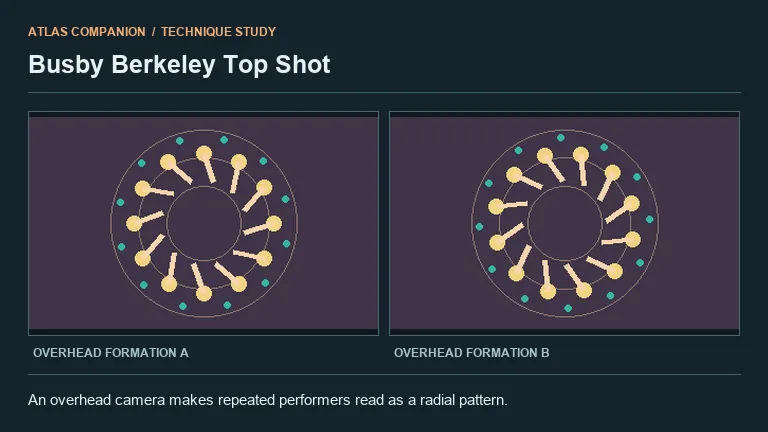 ATLAS COMPANION / TECHNIQUE STUDY
Busby Berkeley Top Shot
OVERHEAD FORMATION A
OVERHEAD FORMATION B
An overhead camera makes repeated performers read as a radial pattern.